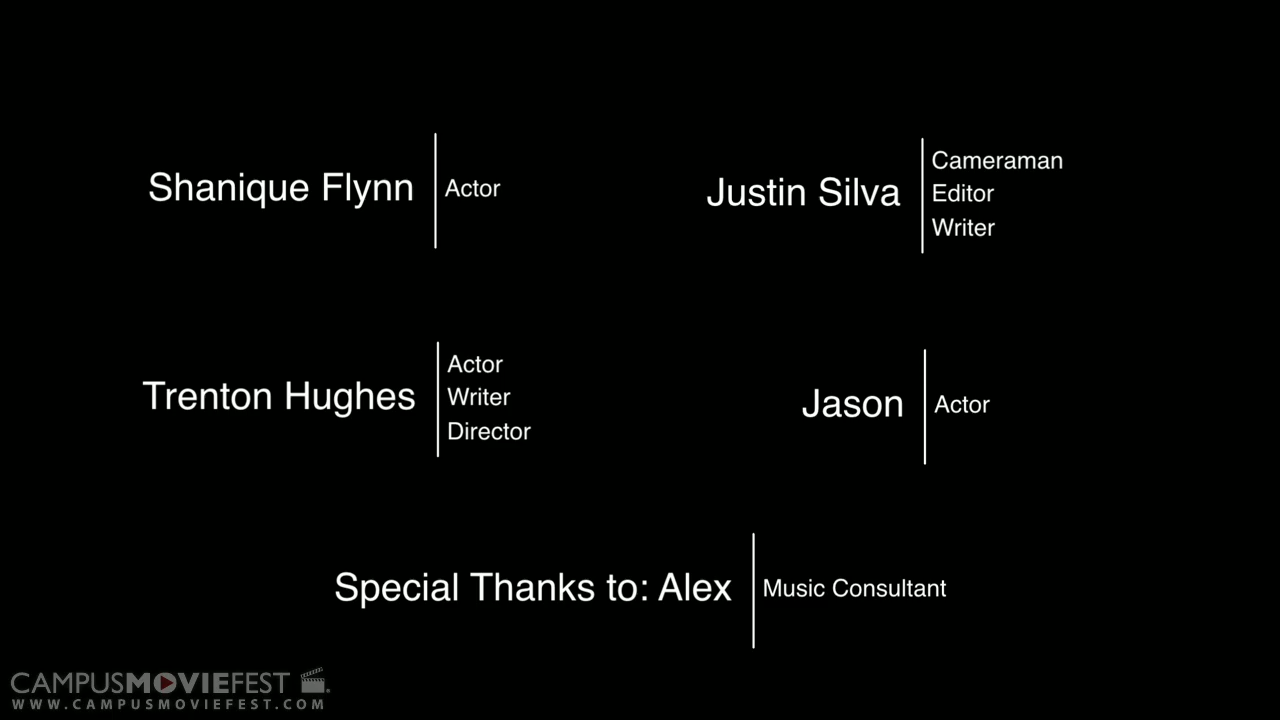 Shanique Flynn
Actor
Justin Silva
Cameraman
Editor
Writer
Trenton Hughes
Actor
Writer
Director
Jason
Actor
Special Thanks to: Alex
Music Consultant
CAMPUSMOVIEFEST
WWW.CAMPUSMOVIEFEST.COM